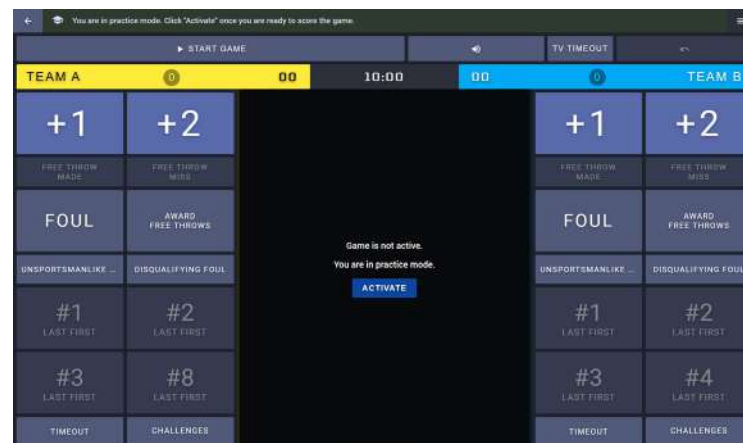 You are in practice mode. Click "Activate" once you are ready to score the game.
START GAME
TV TIMEOUT
TEAM A 0 00 10:00 00 0 TEAM B
+1 +2 +1 +2
FREE THROW MADE FREE THROW MISS FREE THROW MADE FREE THROW MISS
FOUL AWARD FREE THROWS FOUL AWARD FREE THROWS
Game is not active.
You are in practice mode.
ACTIVATE
UNSPORTSMANLIKE ... DISQUALIFYING FOUL UNSPORTSMANLIKE ... DISQUALIFYING FOUL
#1 #2 #1 #2
LAST FIRST LAST FIRST LAST FIRST LAST FIRST
#3 #8 #3 #4
LAST FIRST LAST FIRST LAST FIRST LAST FIRST
TIMEOUT CHALLENGES TIMEOUT CHALLENGES